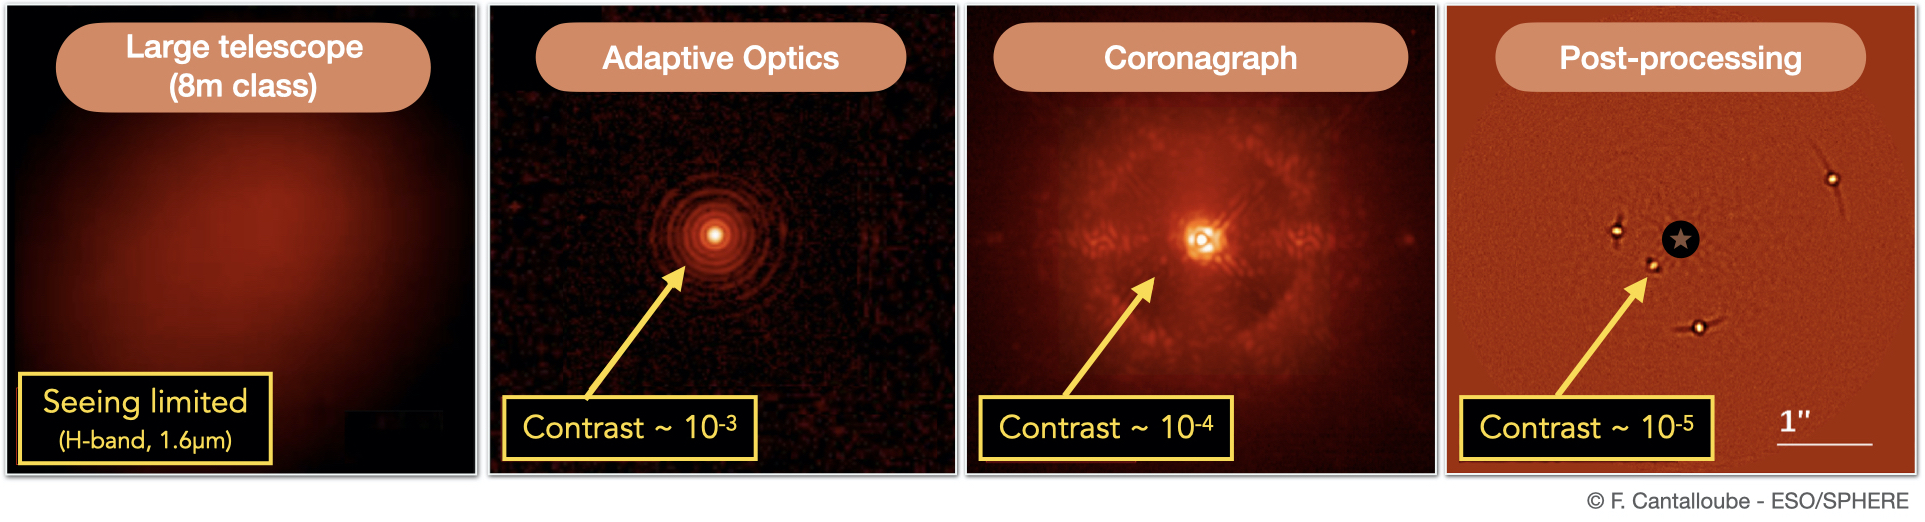 Large telescope
(8m class)
Seeing limited
(H-band, 1.6µm)
Adaptive Optics
Contrast ~ 10⁻³
Coronagraph
Contrast ~ 10⁻⁴
Post-processing
Contrast ~ 10⁻⁵
1"
© F. Cantalloube - ESO/SPHERE